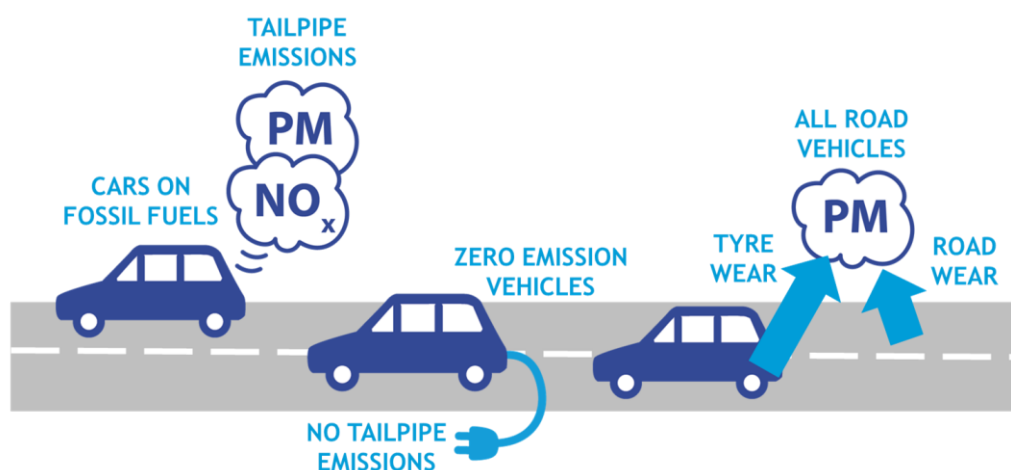 TAILPIPE
EMISSIONS
PM
NOx
CARS ON
FOSSIL FUELS
ZERO EMISSION
VEHICLES
NO TAILPIPE
EMISSIONS
ALL ROAD
VEHICLES
PM
TYRE
WEAR
ROAD
WEAR